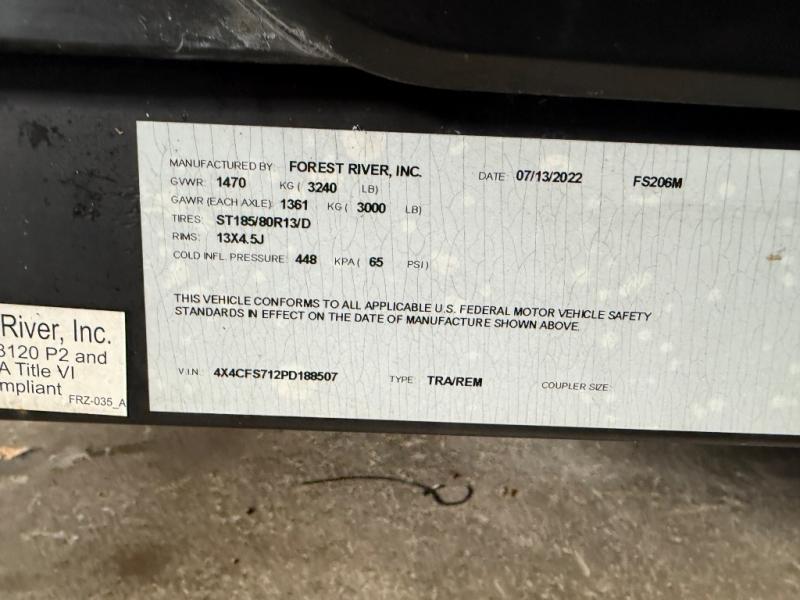 MANUFACTURED BY: FOREST RIVER, INC. DATE: 07/13/2022 FS206M
GVWR: 1470 KG ( 3240 LB)
GAWR (EACH AXLE): 1361 KG ( 3000 LB)
TIRES: ST185/80R13/D
RIMS: 13X4.5J
COLD INFL. PRESSURE: 448 KPA ( 65 PSI )
THIS VEHICLE CONFORMS TO ALL APPLICABLE U.S. FEDERAL MOTOR VEHICLE SAFETY
STANDARDS IN EFFECT ON THE DATE OF MANUFACTURE SHOWN ABOVE.
V.I.N. 4X4CFS712PD188507 TYPE: TRA/REM COUPLER SIZE:
River, Inc.
3120 P2 and
A Title VI
mpliant
FRZ-035_A